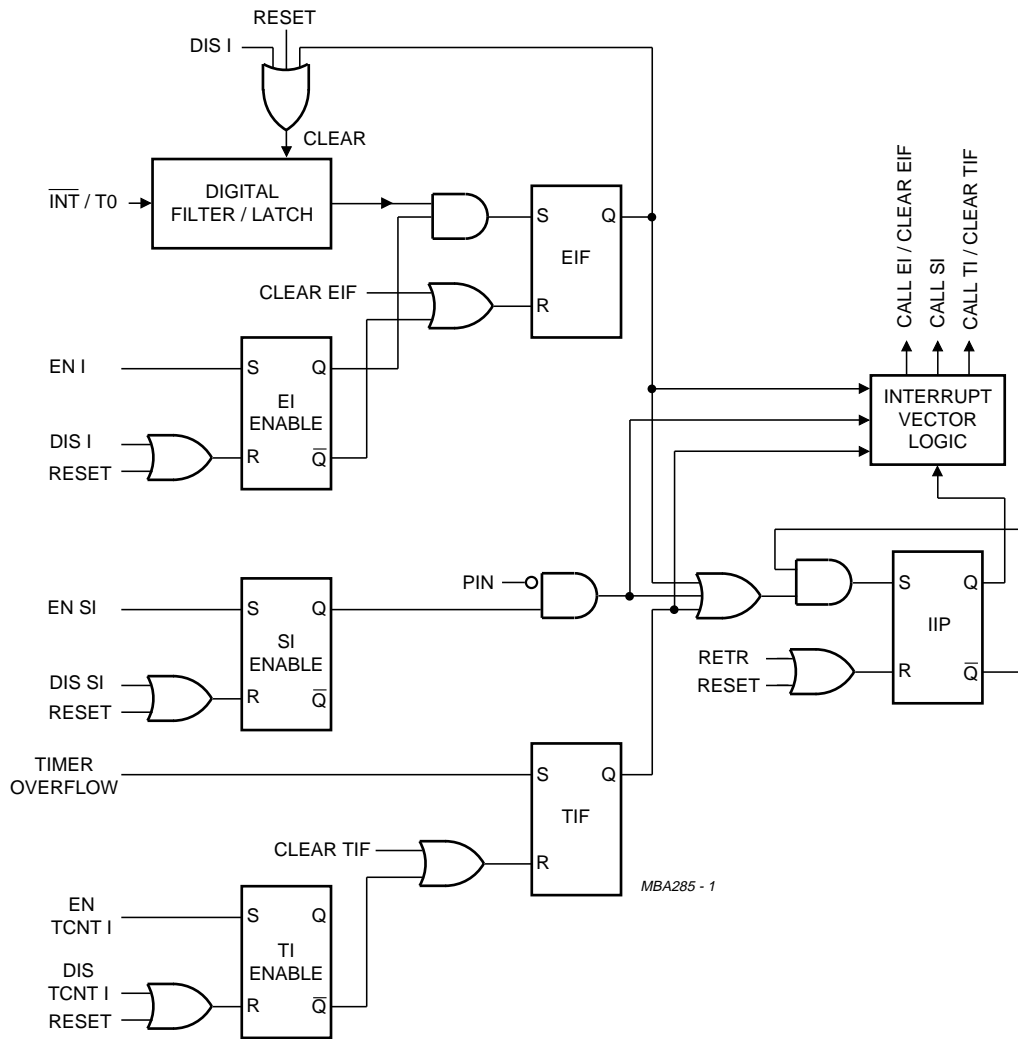 RESET
DIS I
CLEAR
INT / T0
DIGITAL
FILTER / LATCH
S
Q
EIF
R
CLEAR EIF
CALL EI / CLEAR EIF
CALL SI
CALL TI / CLEAR TIF
EN I
S
Q
EI
ENABLE
DIS I
RESET
R
Q
INTERRUPT
VECTOR
LOGIC
PIN
EN SI
S
Q
SI
ENABLE
DIS SI
RESET
R
Q
S
Q
IIP
RETR
RESET
R
Q
TIMER
OVERFLOW
S
Q
TIF
CLEAR TIF
R
MBA285 - 1
EN
TCNT I
S
Q
TI
ENABLE
DIS
TCNT I
RESET
R
Q